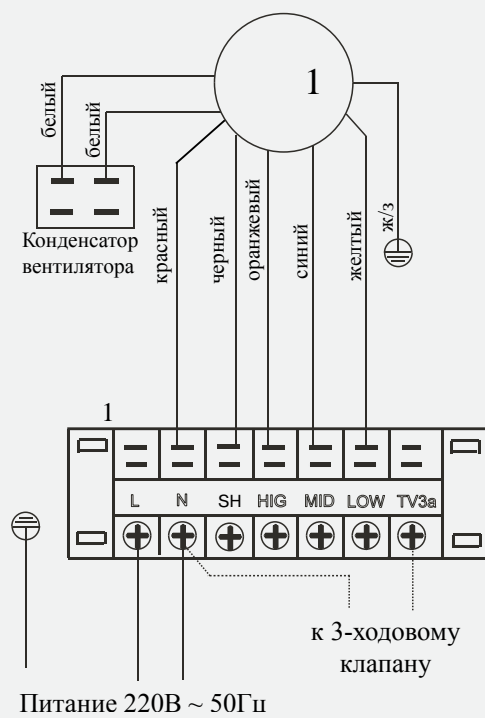 1
белый
белый
Конденсатор
вентилятора
красный
черный
оранжевый
синий
желтый
ж/з
1
L N SH HIG MID LOW TV3a
к 3-ходовому
клапану
Питание 220В ~ 50Гц